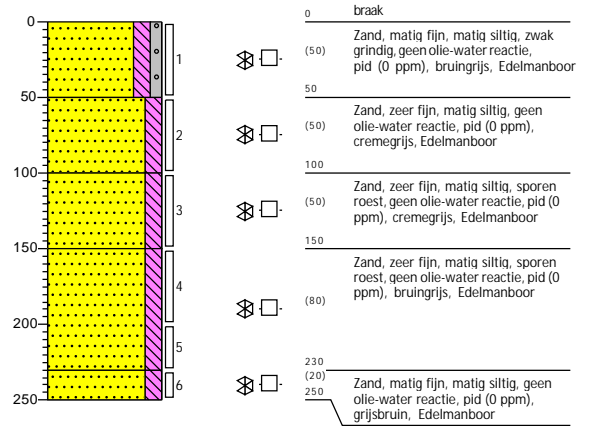 0
50
100
150
200
250
1
2
3
4
5
6
0
braak
(50)
Zand, matig fijn, matig siltig, zwak
grindig, geen olie-water reactie,
pid (0 ppm), bruingrijs, Edelmanboor
50
(50)
Zand, zeer fijn, matig siltig, geen
olie-water reactie, pid (0 ppm),
cremegrijs, Edelmanboor
100
(50)
Zand, zeer fijn, matig siltig, sporen
roest, geen olie-water reactie, pid (0
ppm), cremegrijs, Edelmanboor
150
(80)
Zand, zeer fijn, matig siltig, sporen
roest, geen olie-water reactie, pid (0
ppm), bruingrijs, Edelmanboor
230
(20)
250
Zand, matig fijn, matig siltig, geen
olie-water reactie, pid (0 ppm),
grijsbruin, Edelmanboor